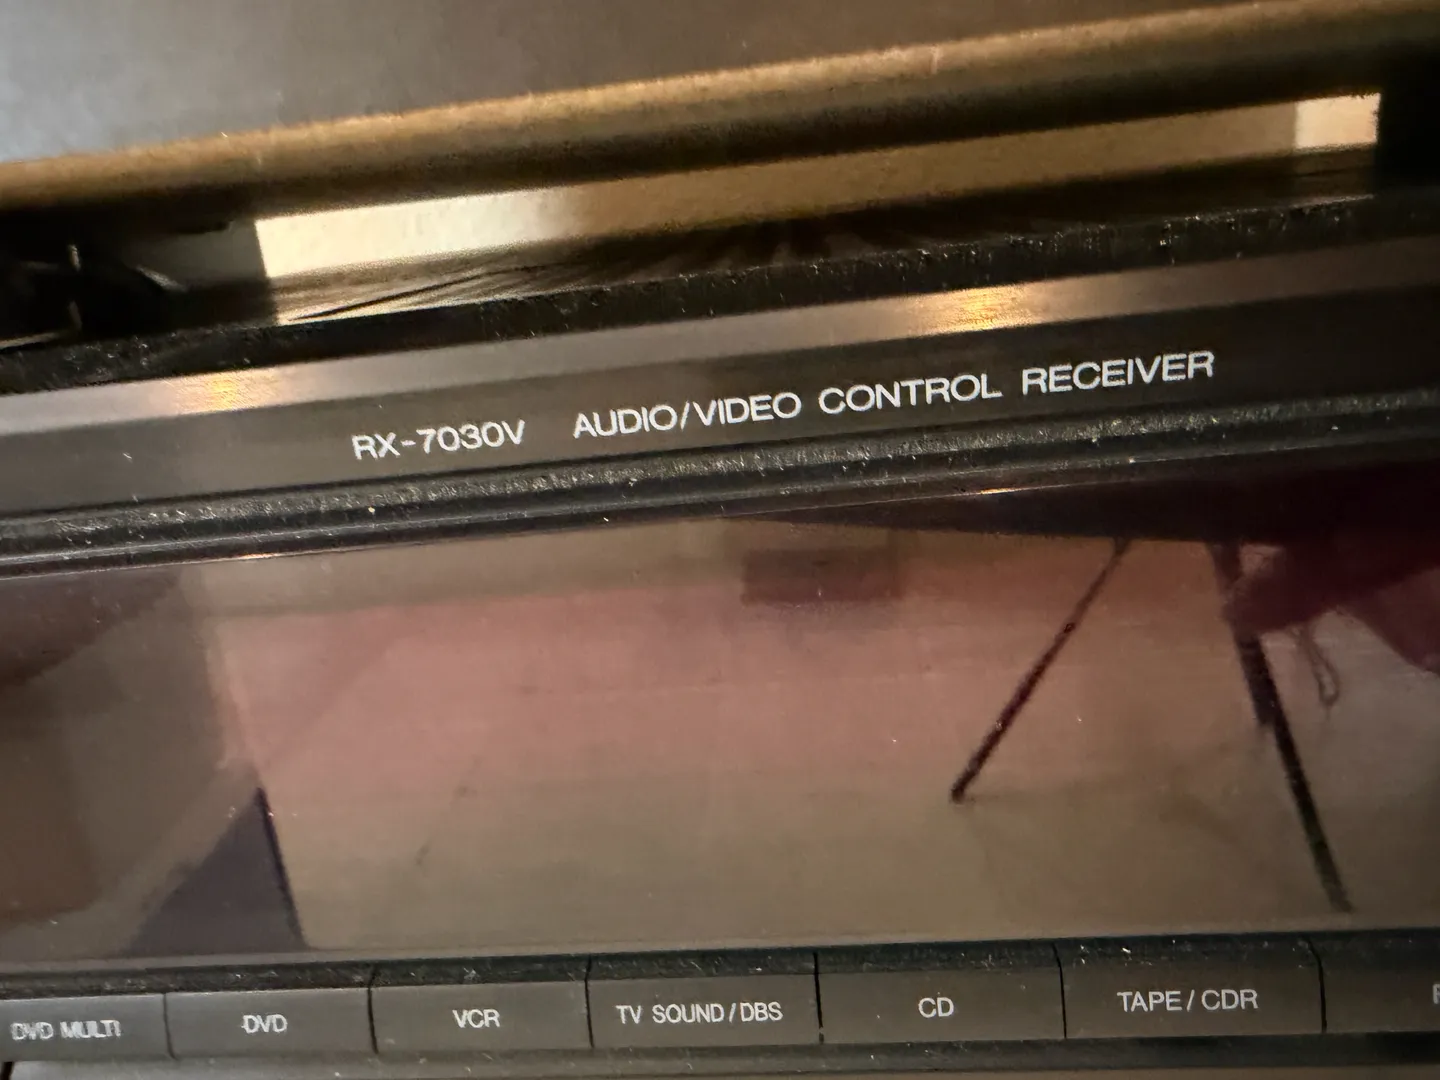 RX-7030V AUDIO/VIDEO CONTROL RECEIVER
DVD MULTI DVD VCR TV SOUND/DBS CD TAPE/CDR